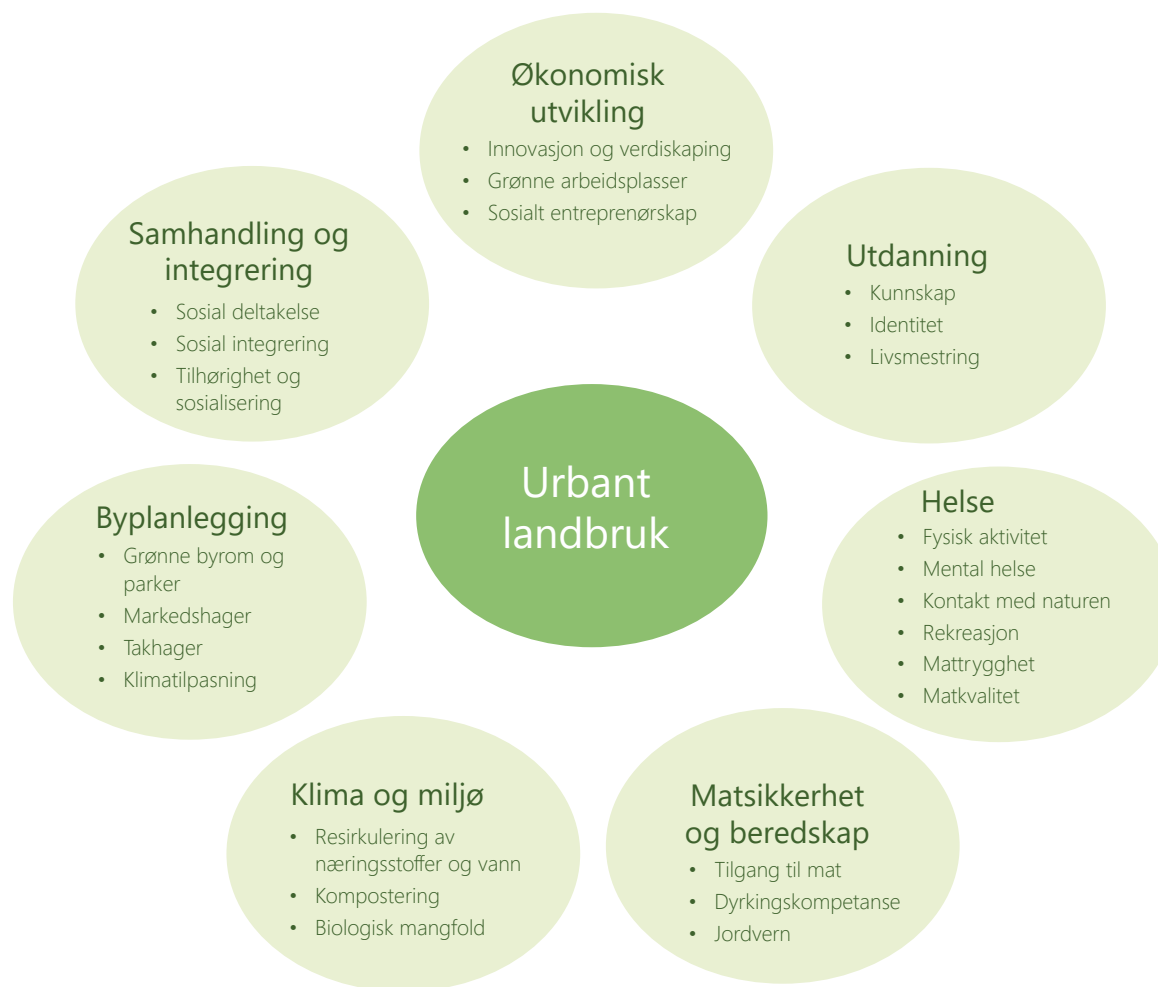 Økonomisk
utvikling
• Innovasjon og verdiskaping
• Grønne arbeidsplasser
• Sosialt entreprenørskap
Utdanning
• Kunnskap
• Identitet
• Livsmestring
Helse
• Fysisk aktivitet
• Mental helse
• Kontakt med naturen
• Rekreasjon
• Mattrygghet
• Matkvalitet
Matsikkerhet
og beredskap
• Tilgang til mat
• Dyrkingskompetanse
• Jordvern
Klima og miljø
• Resirkulering av
næringsstoffer og vann
• Kompostering
• Biologisk mangfold
Byplanlegging
• Grønne byrom og
parker
• Markedshager
• Takhager
• Klimatilpasning
Samhandling og
integrering
• Sosial deltakelse
• Sosial integrering
• Tilhørighet og
sosialisering
Urbant
landbruk